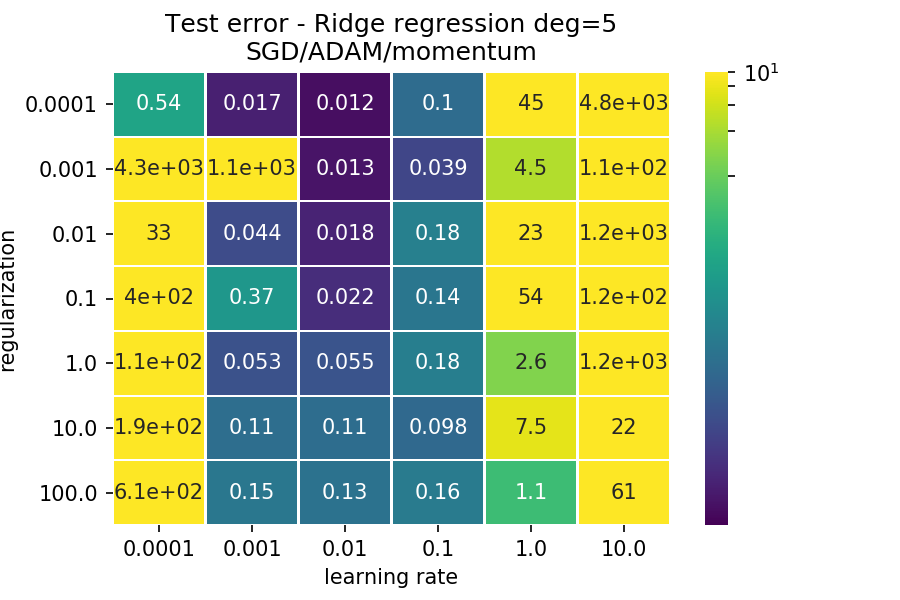 Test error - Ridge regression deg=5
SGD/ADAM/momentum
10¹
0.0001 0.54 0.017 0.012 0.1 45 4.8e+03
0.001 4.3e+03 1.1e+03 0.013 0.039 4.5 1.1e+02
0.01 33 0.044 0.018 0.18 23 1.2e+03
0.1 4e+02 0.37 0.022 0.14 54 1.2e+02
1.0 1.1e+02 0.053 0.055 0.18 2.6 1.2e+03
10.0 1.9e+02 0.11 0.11 0.098 7.5 22
100.0 6.1e+02 0.15 0.13 0.16 1.1 61
regularization
0.0001 0.001 0.01 0.1 1.0 10.0
learning rate